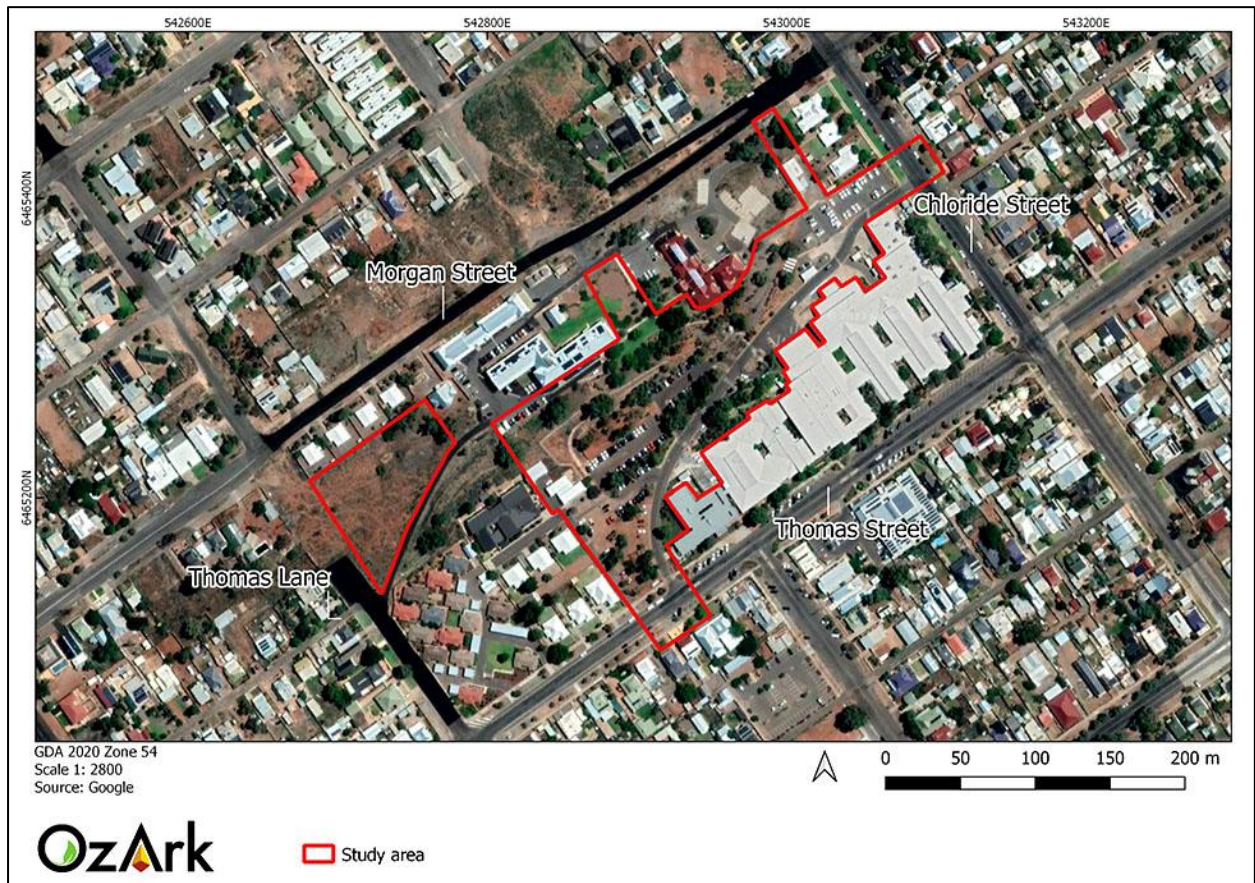 542600E
542800E
543000E
543200E
6465400N
Chloride Street
Morgan Street
6465200N
Thomas Street
Thomas Lane
GDA 2020 Zone 54
Scale 1: 2800
Source: Google
0 50 100 150 200 m
OzArk
Study area